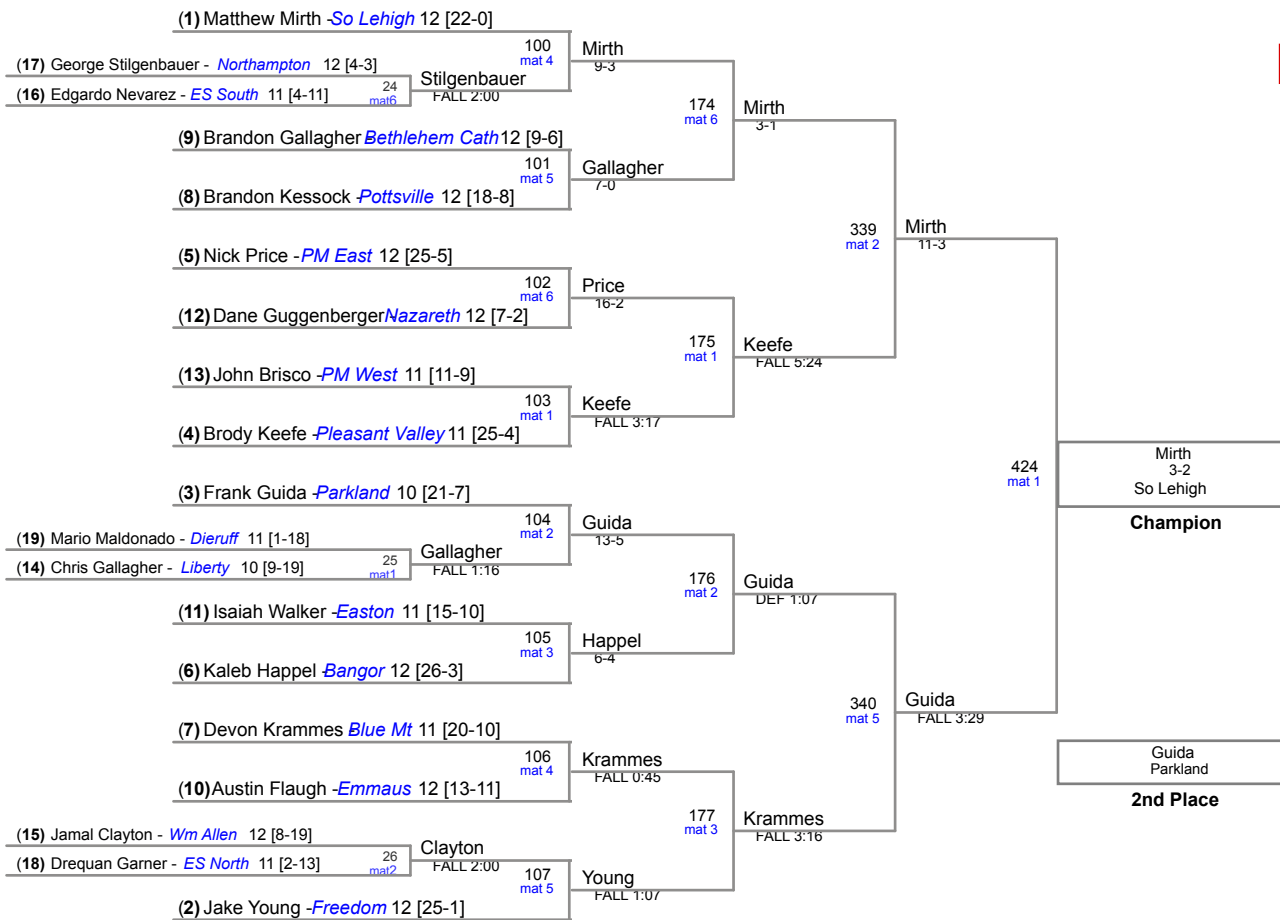 (1) Matthew Mirth -So Lehigh 12 [22-0]
100
mat 4
Mirth
9-3
(17) George Stilgenbauer - Northampton 12 [4-3]
24
mat6
Stilgenbauer
FALL 2:00
(16) Edgardo Nevarez - ES South 11 [4-11]
174
mat 6
Mirth
3-1
(9) Brandon Gallagher - Bethlehem Cath 12 [9-6]
101
mat 5
Gallagher
7-0
(8) Brandon Kessock -Pottsville 12 [18-8]
339
mat 2
Mirth
11-3
(5) Nick Price -PM East 12 [25-5]
102
mat 6
Price
16-2
(12) Dane Guggenberger - Nazareth 12 [7-2]
175
mat 1
Keefe
FALL 5:24
(13) John Brisco -PM West 11 [11-9]
103
mat 1
Keefe
FALL 3:17
(4) Brody Keefe -Pleasant Valley 11 [25-4]
424
mat 1
Mirth
3-2
So Lehigh
Champion
(3) Frank Guida -Parkland 10 [21-7]
104
mat 2
Guida
13-5
(19) Mario Maldonado - Dieruff 11 [1-18]
25
mat1
Gallagher
FALL 1:16
(14) Chris Gallagher - Liberty 10 [9-19]
176
mat 2
Guida
DEF 1:07
(11) Isaiah Walker -Easton 11 [15-10]
105
mat 3
Happel
6-4
(6) Kaleb Happel -Bangor 12 [26-3]
340
mat 5
Guida
FALL 3:29
(7) Devon Krammes - Blue Mt 11 [20-10]
106
mat 4
Krammes
FALL 0:45
Guida
Parkland
2nd Place
(10) Austin Flaugh -Emmaus 12 [13-11]
177
mat 3
Krammes
FALL 3:16
(15) Jamal Clayton - Wm Allen 12 [8-19]
26
mat2
Clayton
FALL 2:00
(18) Drequan Garner - ES North 11 [2-13]
107
mat 5
Young
FALL 1:07
(2) Jake Young -Freedom 12 [25-1]